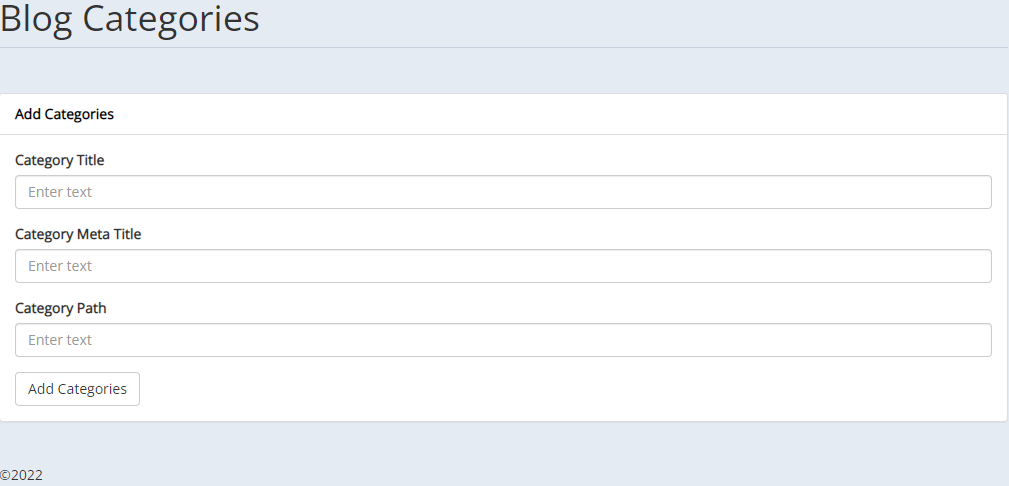 Blog Categories
Add Categories
Category Title
Enter text
Category Meta Title
Enter text
Category Path
Enter text
Add Categories
©2022